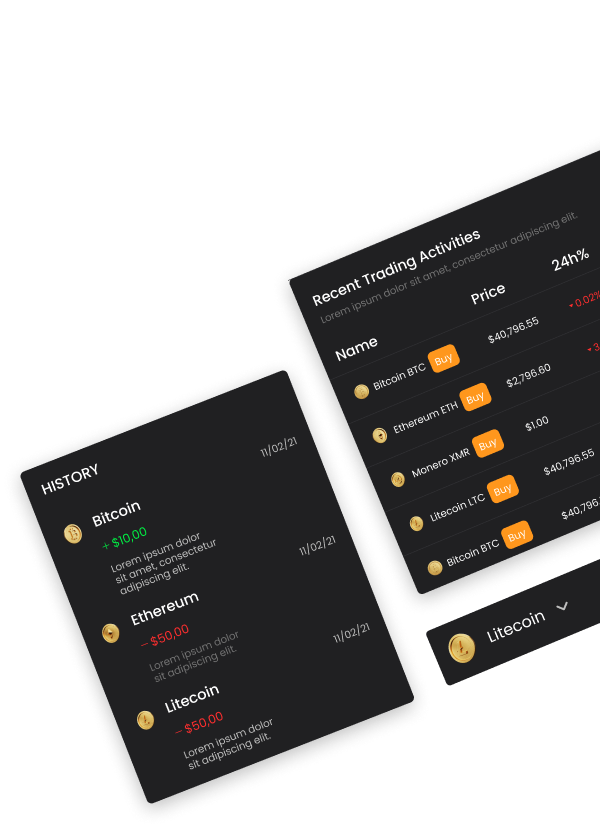 Recent Trading Activities
Lorem ipsum dolor sit amet, consectetur adipiscing elit.
Name Price 24h%
Bitcoin BTC Buy $40,796.55 0.02%
Ethereum ETH Buy $2,796.60
Monero XMR Buy $1.00
Litecoin LTC Buy $40,796.55
Bitcoin BTC Buy
Litecoin
HISTORY
Bitcoin 11/02/21
+ $10,00
Lorem ipsum dolor
sit amet, consectetur
adipiscing elit.
Ethereum 11/02/21
– $50,00
Lorem ipsum dolor
sit adipiscing elit.
Litecoin 11/02/21
– $50,00
Lorem ipsum dolor
sit adipiscing elit.